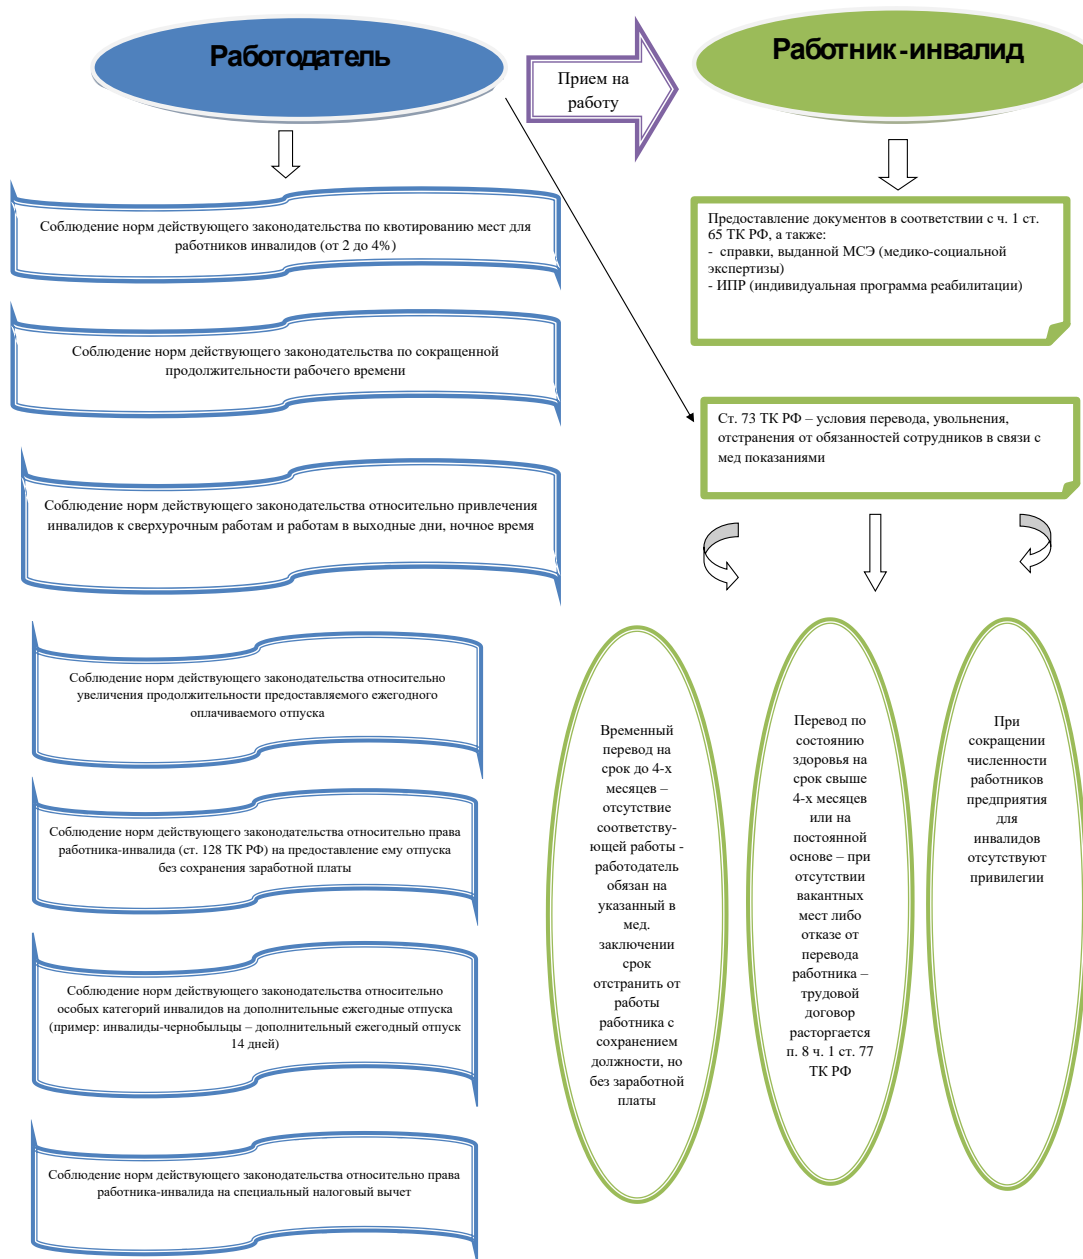 Работодатель
Прием на
работу
Работник-инвалид
Соблюдение норм действующего законодательства по квотированию мест для
работников инвалидов (от 2 до 4%)
Соблюдение норм действующего законодательства по сокращенной
продолжительности рабочего времени
Соблюдение норм действующего законодательства относительно привлечения
инвалидов к сверхурочным работам и работам в выходные дни, ночное время
Соблюдение норм действующего законодательства относительно
увеличения продолжительности предоставляемого ежегодного
оплачиваемого отпуска
Соблюдение норм действующего законодательства относительно права
работника-инвалида (ст. 128 ТК РФ) на предоставление ему отпуска
без сохранения заработной платы
Соблюдение норм действующего законодательства относительно
особых категорий инвалидов на дополнительные ежегодные отпуска
(пример: инвалиды-чернобыльцы – дополнительный ежегодный отпуск
14 дней)
Соблюдение норм действующего законодательства относительно права
работника-инвалида на специальный налоговый вычет
Предоставление документов в соответствии с ч. 1 ст.
65 ТК РФ, а также:
- справки, выданной МСЭ (медико-социальной
экспертизы)
- ИПР (индивидуальная программа реабилитации)
Ст. 73 ТК РФ – условия перевода, увольнения,
отстранения от обязанностей сотрудников в связи с
мед показаниями
Временный
перевод на
срок до 4-х
месяцев –
отсутствие
соответству-
ющей работы -
работодатель
обязан на
указанный в
мед.
заключении
срок
отстранить от
работы
работника с
сохранением
должности, но
без заработной
платы
Перевод по
состоянию
здоровья на
срок свыше
4-х месяцев
или на
постоянной
основе – при
отсутствии
вакантных
мест либо
отказе от
перевода
работника –
трудовой
договор
расторгается
п. 8 ч. 1 ст. 77
ТК РФ
При
сокращении
численности
работников
предприятия
для
инвалидов
отсутствуют
привилегии